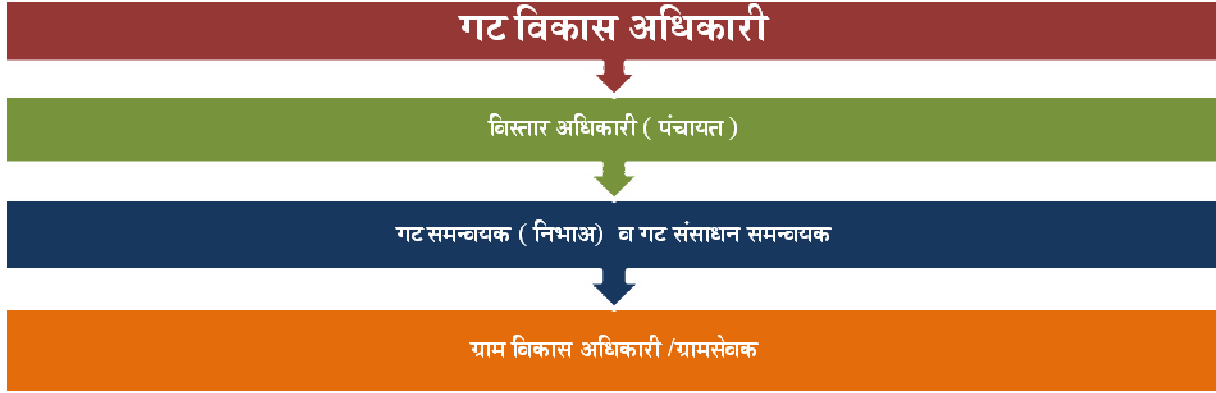 गट विकास अधिकारी
विस्तार अधिकारी ( पंचायत )
गट समन्वयक ( निभाअ) व गट संसाधन समन्वयक
ग्राम विकास अधिकारी /ग्रामसेवक